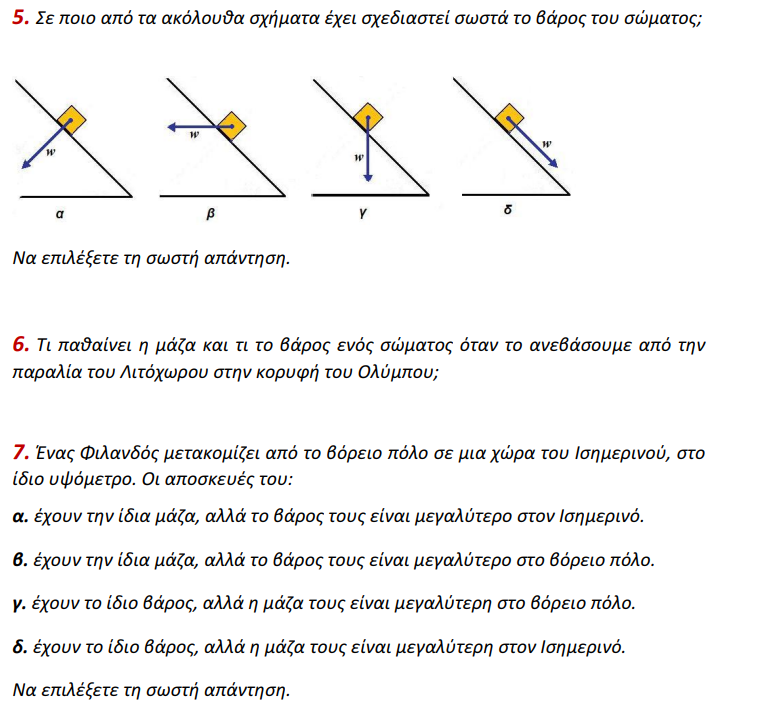 5. Σε ποιο από τα ακόλουθα σχήματα έχει σχεδιαστεί σωστά το βάρος του σώματος;
w
w
w
w
α
β
γ
δ
Να επιλέξετε τη σωστή απάντηση.
6. Τι παθαίνει η μάζα και τι το βάρος ενός σώματος όταν το ανεβάσουμε από την
παραλία του Λιτόχωρου στην κορυφή του Ολύμπου;
7. Ένας Φιλανδός μετακομίζει από το βόρειο πόλο σε μια χώρα του Ισημερινού, στο
ίδιο υψόμετρο. Οι αποσκευές του:
α. έχουν την ίδια μάζα, αλλά το βάρος τους είναι μεγαλύτερο στον Ισημερινό.
β. έχουν την ίδια μάζα, αλλά το βάρος τους είναι μεγαλύτερο στο βόρειο πόλο.
γ. έχουν το ίδιο βάρος, αλλά η μάζα τους είναι μεγαλύτερη στο βόρειο πόλο.
δ. έχουν το ίδιο βάρος, αλλά η μάζα τους είναι μεγαλύτερη στον Ισημερινό.
Να επιλέξετε τη σωστή απάντηση.